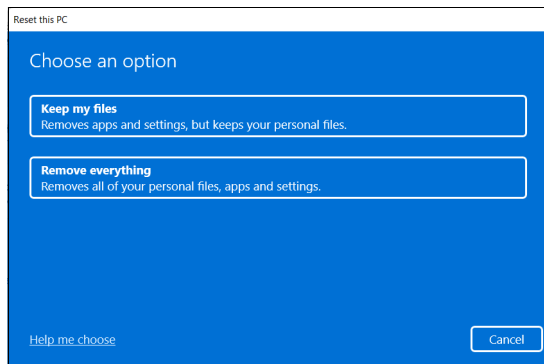 Reset this PC
Choose an option
Keep my files
Removes apps and settings, but keeps your personal files.
Remove everything
Removes all of your personal files, apps and settings.
Help me choose
Cancel